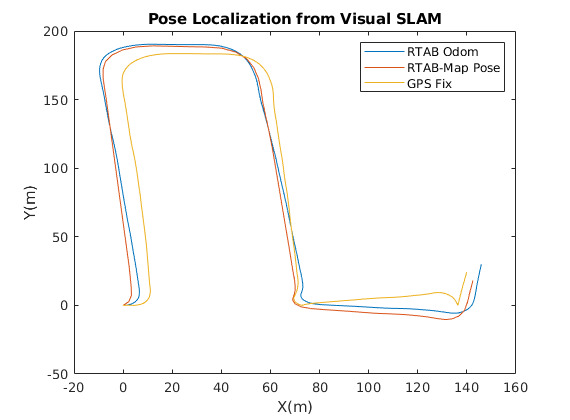 Pose Localization from Visual SLAM
RTAB Odom
RTAB-Map Pose
GPS Fix
200
150
100
50
0
-50
Y(m)
-20 0 20 40 60 80 100 120 140 160
X(m)